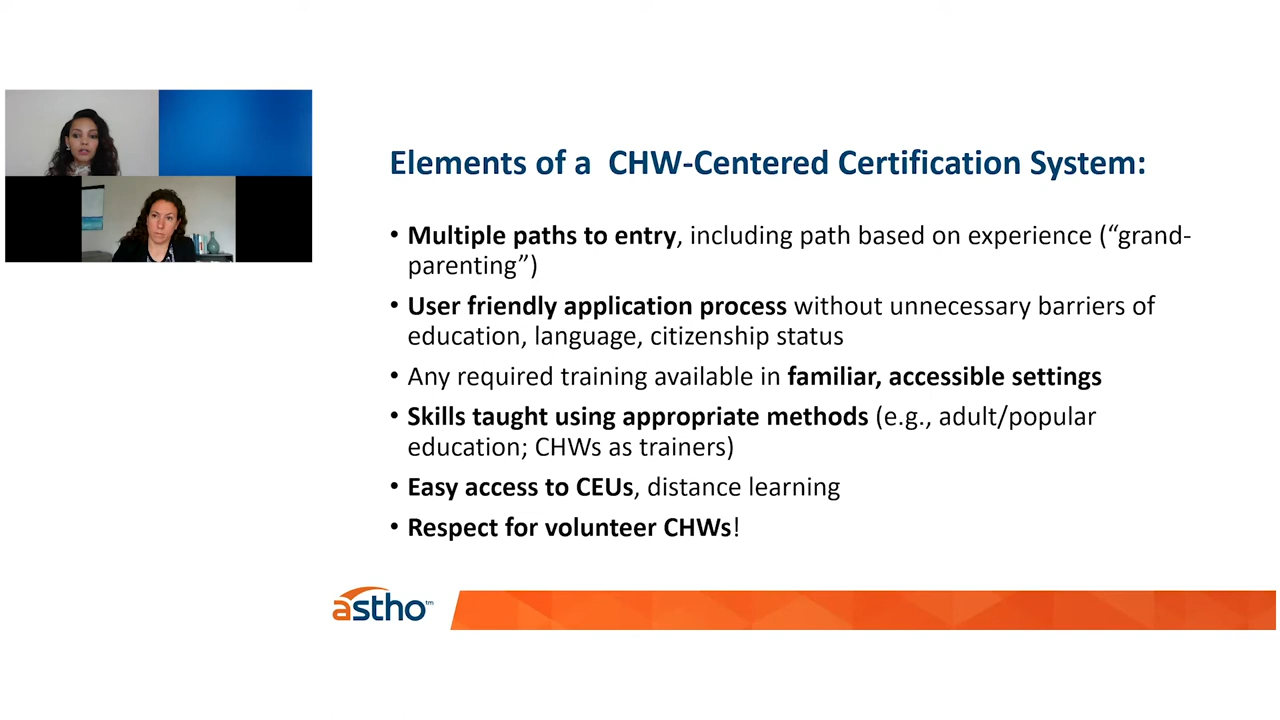 Elements of a CHW-Centered Certification System:
• Multiple paths to entry, including path based on experience (“grand-
parenting”)
• User friendly application process without unnecessary barriers of
education, language, citizenship status
• Any required training available in familiar, accessible settings
• Skills taught using appropriate methods (e.g., adult/popular
education; CHWs as trainers)
• Easy access to CEUs, distance learning
• Respect for volunteer CHWs!
astho™